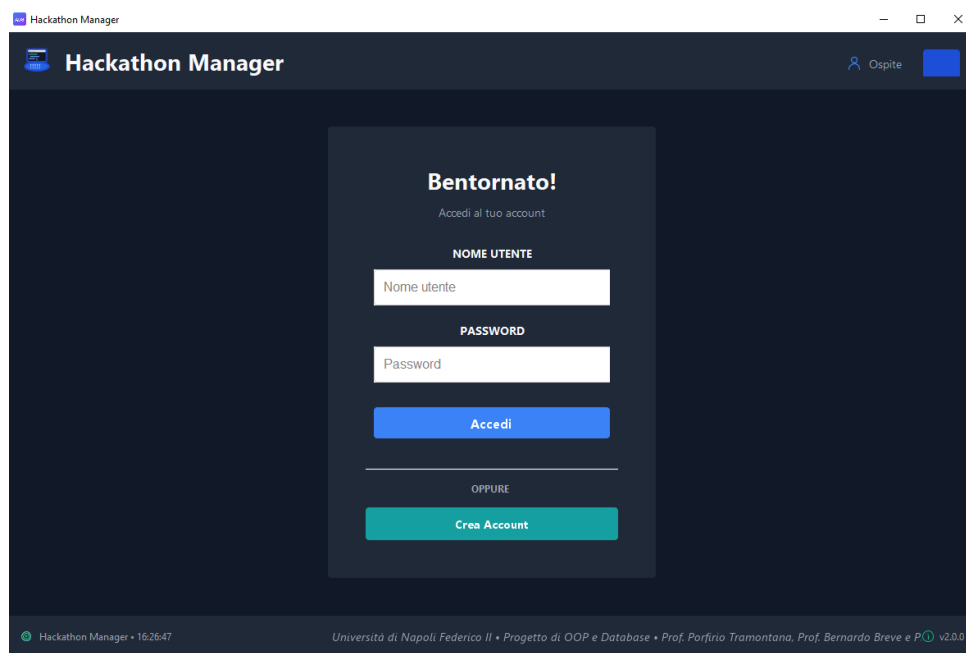 Hackathon Manager
Hackathon Manager
Ospite
Bentornato!
Accedi al tuo account
NOME UTENTE
Nome utente
PASSWORD
Password
Accedi
OPPURE
Crea Account
Hackathon Manager • 16:26:47
Università di Napoli Federico II • Progetto di OOP e Database • Prof. Porfirio Tramontana, Prof. Bernardo Breve e P
v2.0.0